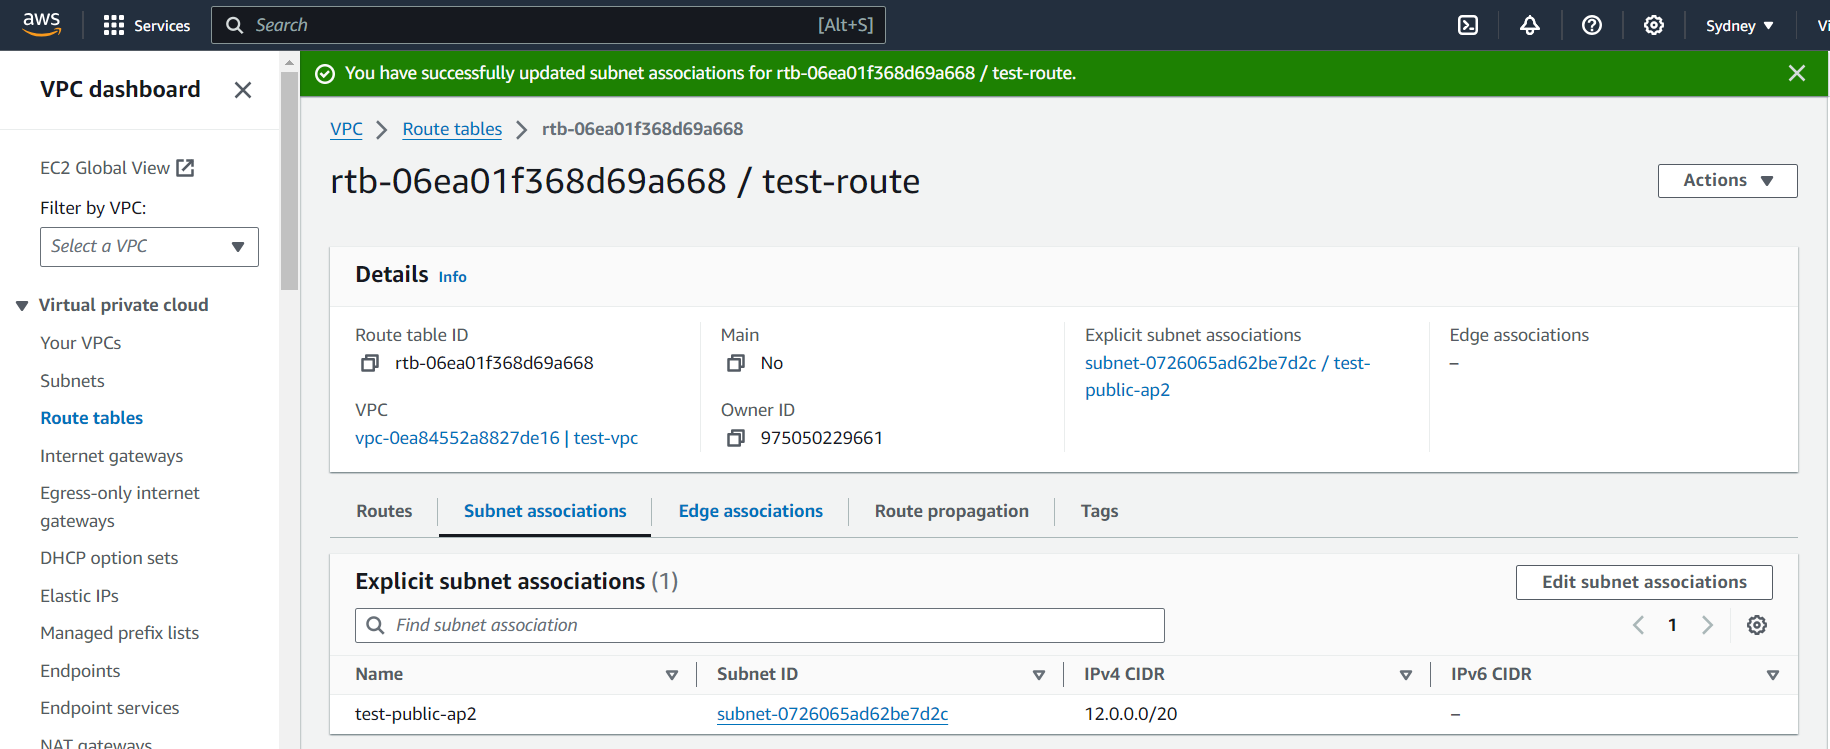 aws
Services
Search
[Alt+S]
Sydney
Vi
VPC dashboard
EC2 Global View
Filter by VPC:
Select a VPC
Virtual private cloud
Your VPCs
Subnets
Route tables
Internet gateways
Egress-only internet
gateways
DHCP option sets
Elastic IPs
Managed prefix lists
Endpoints
Endpoint services
NAT gateways
You have successfully updated subnet associations for rtb-06ea01f368d69a668 / test-route.
VPC > Route tables > rtb-06ea01f368d69a668
rtb-06ea01f368d69a668 / test-route
Actions
Details Info
Route table ID
rtb-06ea01f368d69a668
Main
No
Explicit subnet associations
subnet-0726065ad62be7d2c / test-
public-ap2
Edge associations
–
VPC
vpc-0ea84552a8827de16 | test-vpc
Owner ID
975050229661
Routes
Subnet associations
Edge associations
Route propagation
Tags
Explicit subnet associations (1)
Edit subnet associations
Find subnet association
1
Name
Subnet ID
IPv4 CIDR
IPv6 CIDR
test-public-ap2
subnet-0726065ad62be7d2c
12.0.0.0/20
–